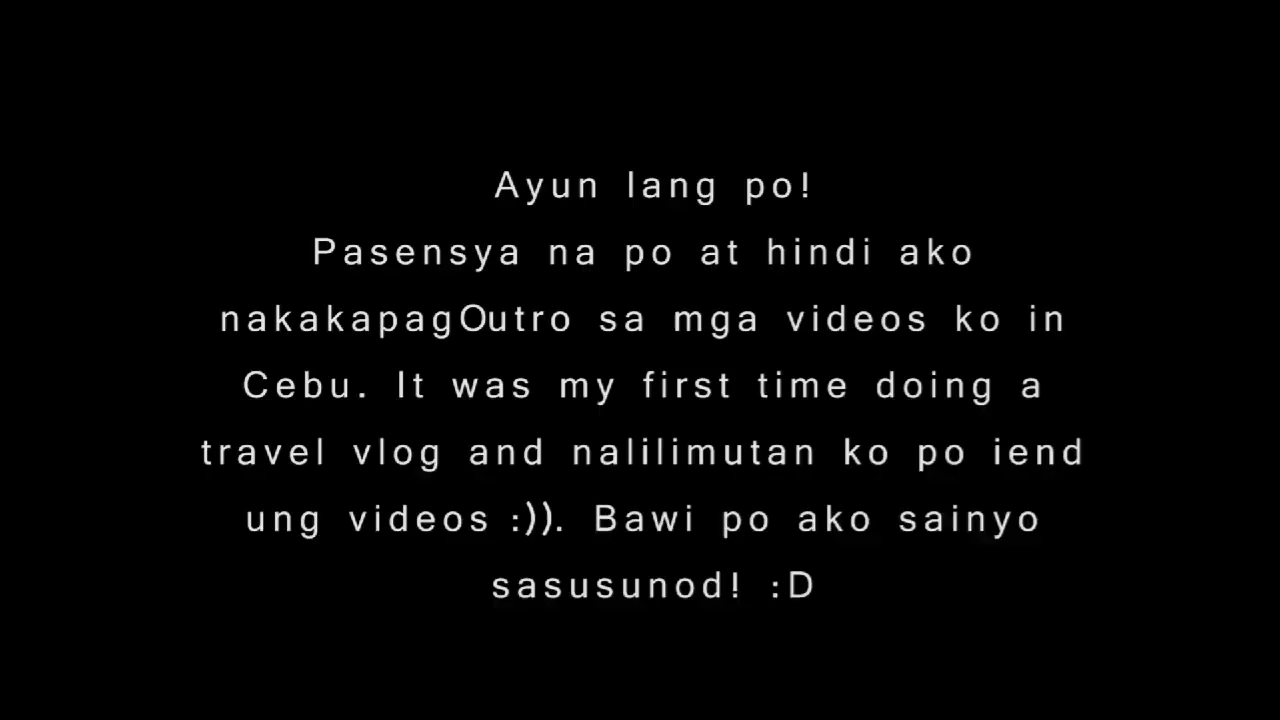 Ayun lang po!
Pasensya na po at hindi ako
nakakapagOutro sa mga videos ko in
Cebu. It was my first time doing a
travel vlog and nalilimutan ko po iend
ung videos :)). Bawi po ako sainyo
sasusunod! :D